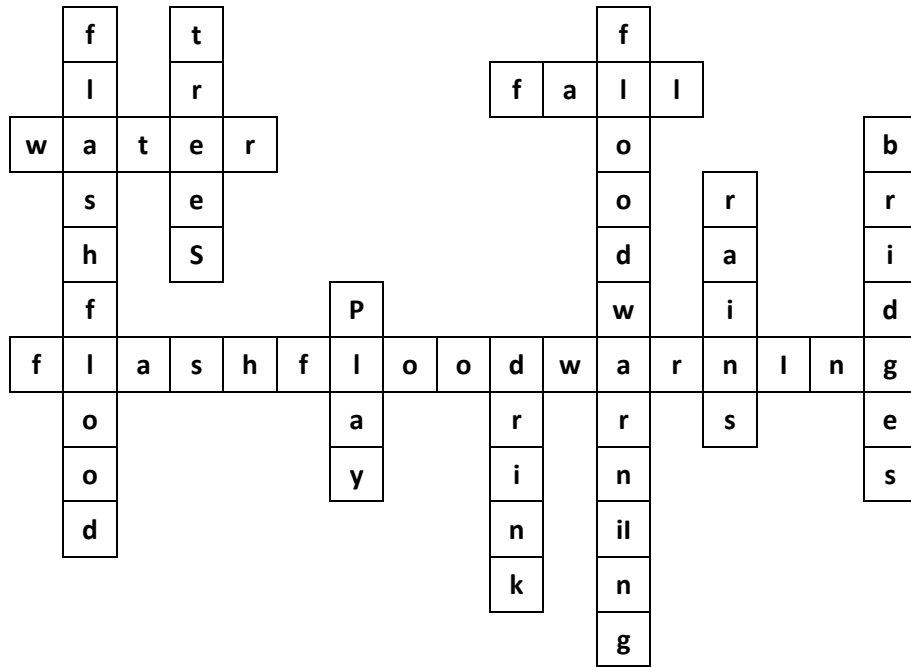 f t f
l r f a l l
w a t e r o b
s e o r r
h S d a i
f P w i d
f l a s h f l o o d w a r n I n g
o a r r s e
o y i n s
d n iI
k n
g